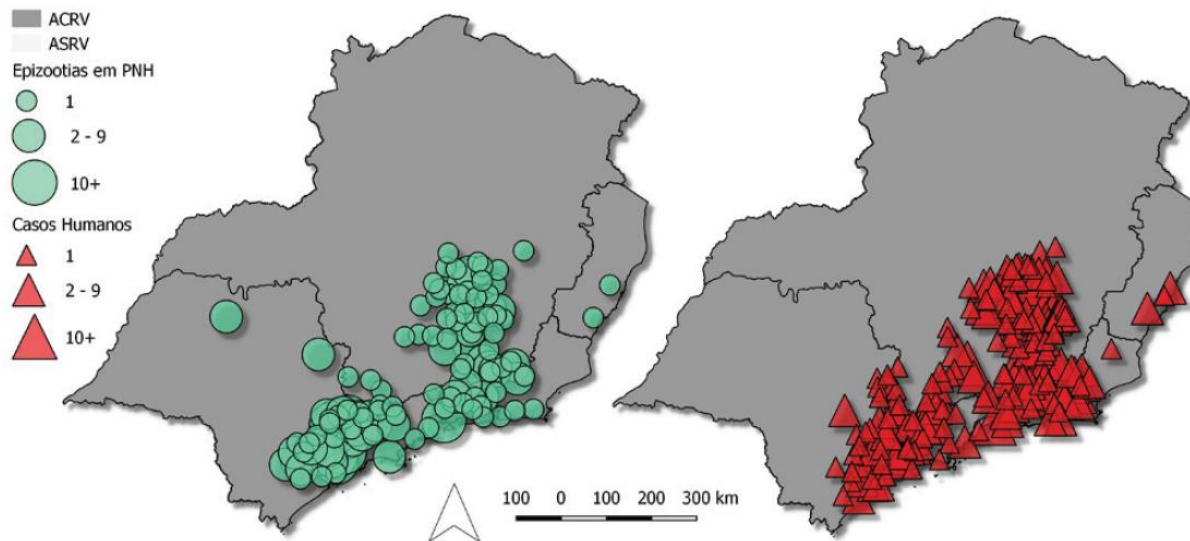 ACRV
ASRV
Epizootias em PNH
1
2 - 9
10+
Casos Humanos
1
2 - 9
10+
100 0 100 200 300 km